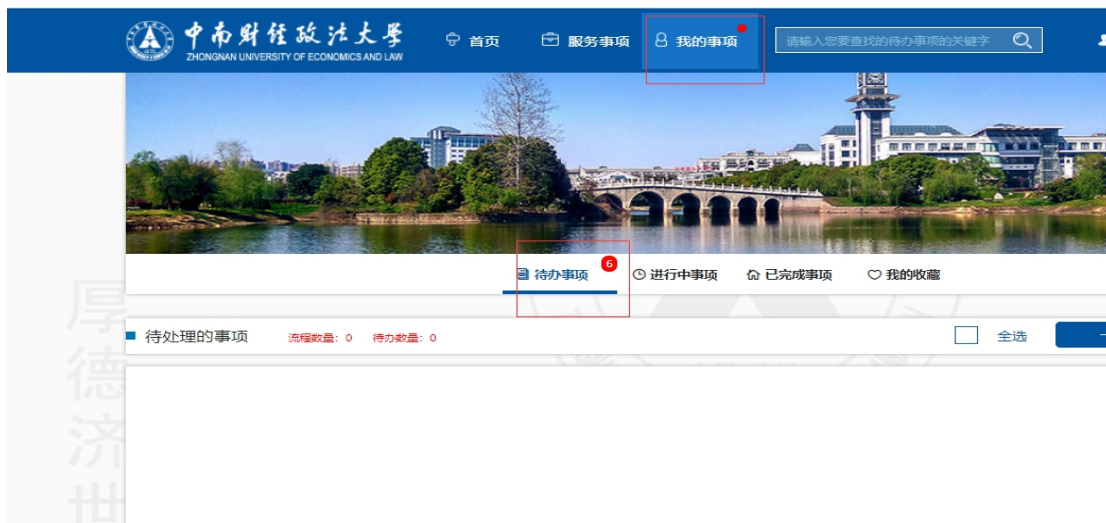 中南财经政法大学
ZHONGNAN UNIVERSITY OF ECONOMICS AND LAW
首页
服务事项
我的事项
请输入您要查找的待办事项的关键字
待办事项 6
进行中事项
已完成事项
我的收藏
待处理的事项
流程数量：0 待办数量：0
全选
厚德济世